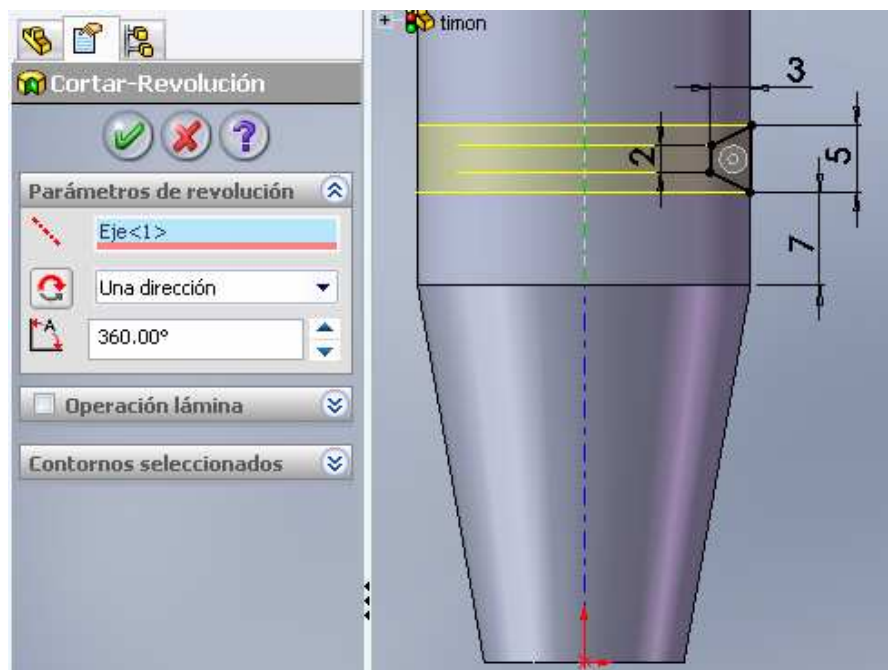 timon
Cortar-Revolución
?
Parámetros de revolución
Eje<1>
Una dirección
A
360.00º
Operación lámina
Contornos seleccionados
3
2
5
7